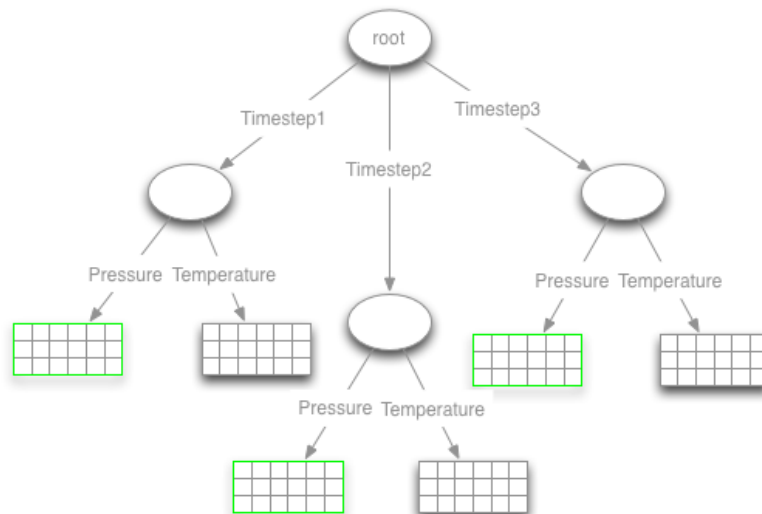 root
Timestep1
Timestep3
Timestep2
Pressure Temperature
Pressure Temperature
Pressure Temperature